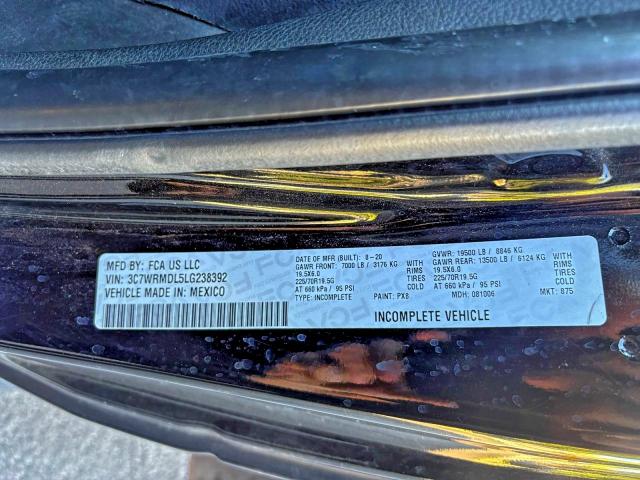 MFD BY: FCA US LLC
VIN: 3C7WRMDL5LG238392
VEHICLE MADE IN: MEXICO
DATE OF MFR (BUILT): 8-20
GAWR FRONT: 7000 LB / 3176 KG
19.5X6.0
225/70R19.5G
AT 660 kPa / 95 PSI COLD
TYPE: INCOMPLETE PAINT: PX8
GVWR: 19500 LB / 8846 KG
WITH TIRES RIMS AT GAWR REAR: 13500 LB / 6124 KG WITH TIRES RIMS AT
19.5X6.0
225/70R19.5G
AT 660 kPa / 95 PSI COLD
MDH: 081006 MKT: 875
INCOMPLETE VEHICLE